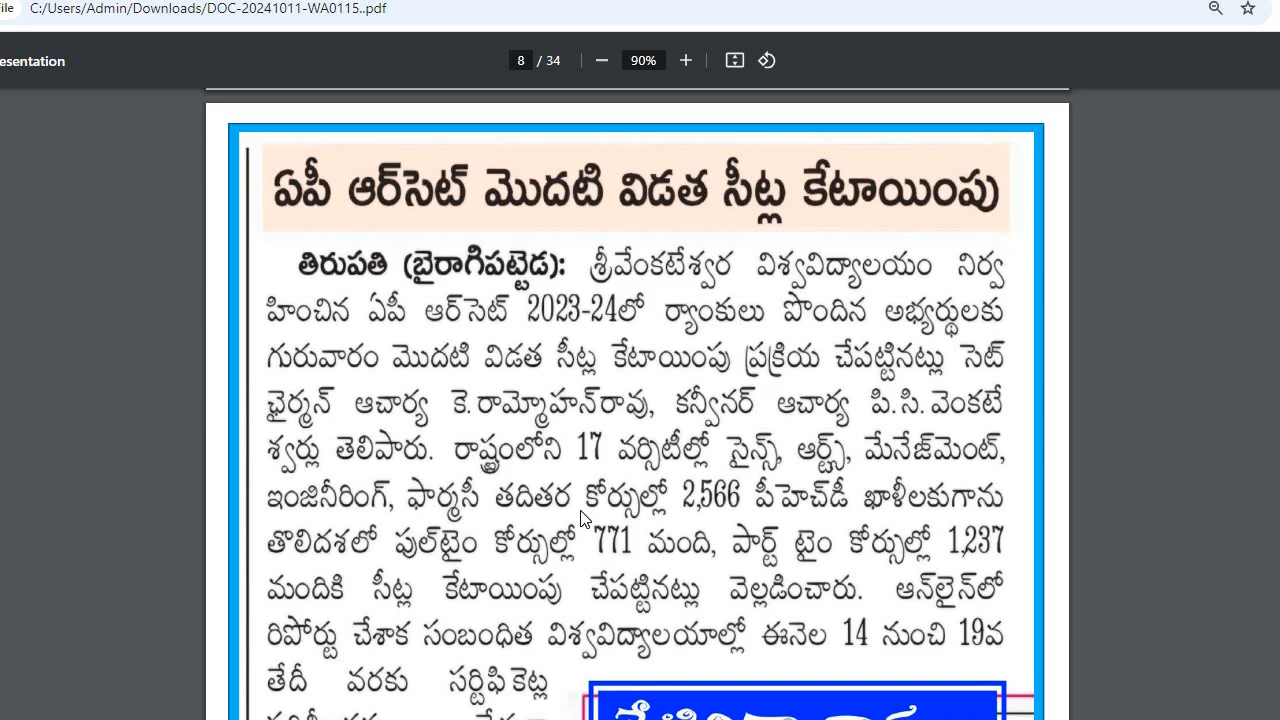 File C:/Users/Admin/Downloads/DOC-20241011-WA0115..pdf
esentation 8 / 34 90%
ఏపీ ఆర్‌సెట్ మొదటి విడత సీట్ల కేటాయింపు
తిరుపతి (బైరాగిపట్టెడ): శ్రీవేంకటేశ్వర విశ్వవిద్యాలయం నిర్వ
హించిన ఏపీ ఆర్‌సెట్ 2023-24లో ర్యాంకులు పొందిన అభ్యర్థులకు
గురువారం మొదటి విడత సీట్ల కేటాయింపు ప్రక్రియ చేపట్టినట్లు సెట్
ఛైర్మన్ ఆచార్య కె.రామ్మోహన్‌రావు, కన్వీనర్ ఆచార్య పి.సి.వెంకటే
శ్వర్లు తెలిపారు. రాష్ట్రంలోని 17 వర్సిటీల్లో సైన్స్, ఆర్ట్స్, మేనేజ్‌మెంట్,
ఇంజినీరింగ్, ఫార్మసీ తదితర కోర్సుల్లో 2,566 పీహెచ్‌డీ ఖాళీలకుగాను
తొలిదశలో ఫుల్‌టైం కోర్సుల్లో 771 మంది, పార్ట్ టైం కోర్సుల్లో 1,237
మందికి సీట్ల కేటాయింపు చేపట్టినట్లు వెల్లడించారు. ఆన్‌లైన్‌లో
రిపోర్టు చేశాక సంబంధిత విశ్వవిద్యాలయాల్లో ఈనెల 14 నుంచి 19వ
తేదీ వరకు సర్టిఫికెట్ల